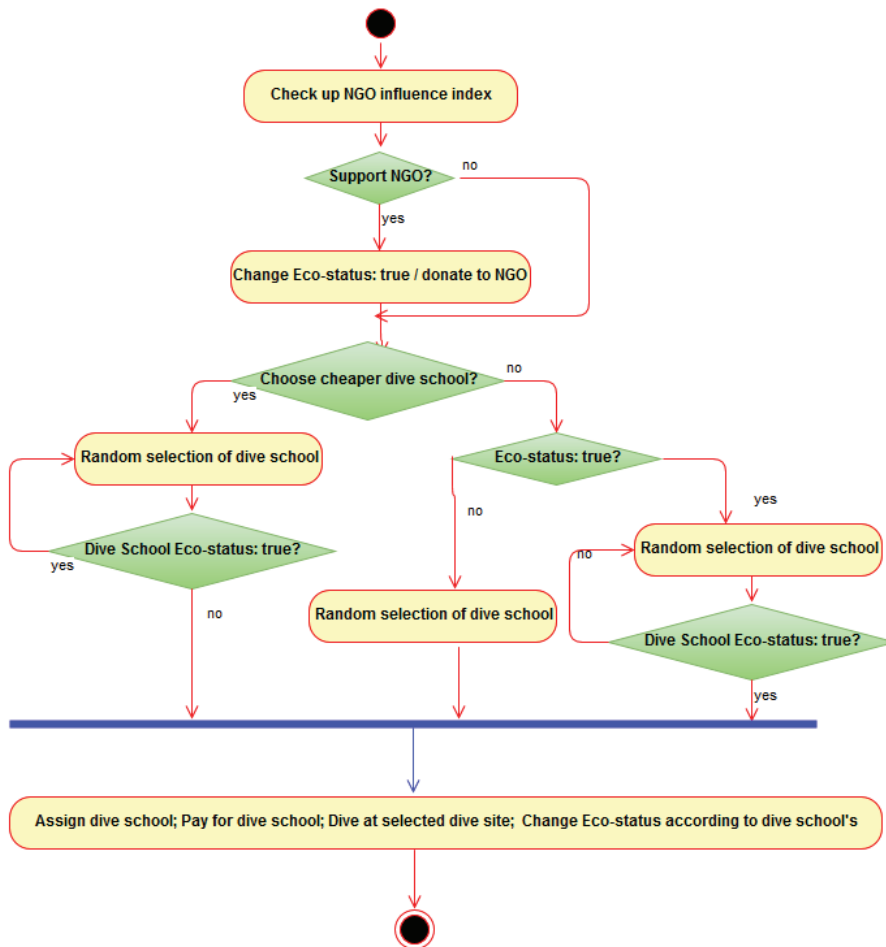 Check up NGO influence index
Support NGO?
no
yes
Change Eco-status: true / donate to NGO
Choose cheaper dive school?
no
yes
Random selection of dive school
Eco-status: true?
no
yes
Dive School Eco-status: true?
yes
no
Random selection of dive school
Random selection of dive school
no
Dive School Eco-status: true?
yes
Assign dive school; Pay for dive school; Dive at selected dive site; Change Eco-status according to dive school's